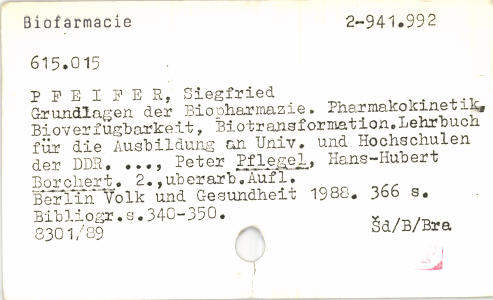 Biofarmacie 2-941.992
615.015
P F E I F E R, Siegfried
Grundlagen der Biopharmazie. Pharmakokinetik,
Bioverfügbarkeit, Biotransformation.Lehrbuch
für die Ausbildung an Univ. und Hochschulen
der DDR. ..., Peter Pflegel, Hans-Hubert
Borchert. 2.,uberarb.Aufl.
Berlin Volk und Gesundheit 1988. 366 s.
Bibliogr.s.340-350.
8301/89 Šd/B/Bra